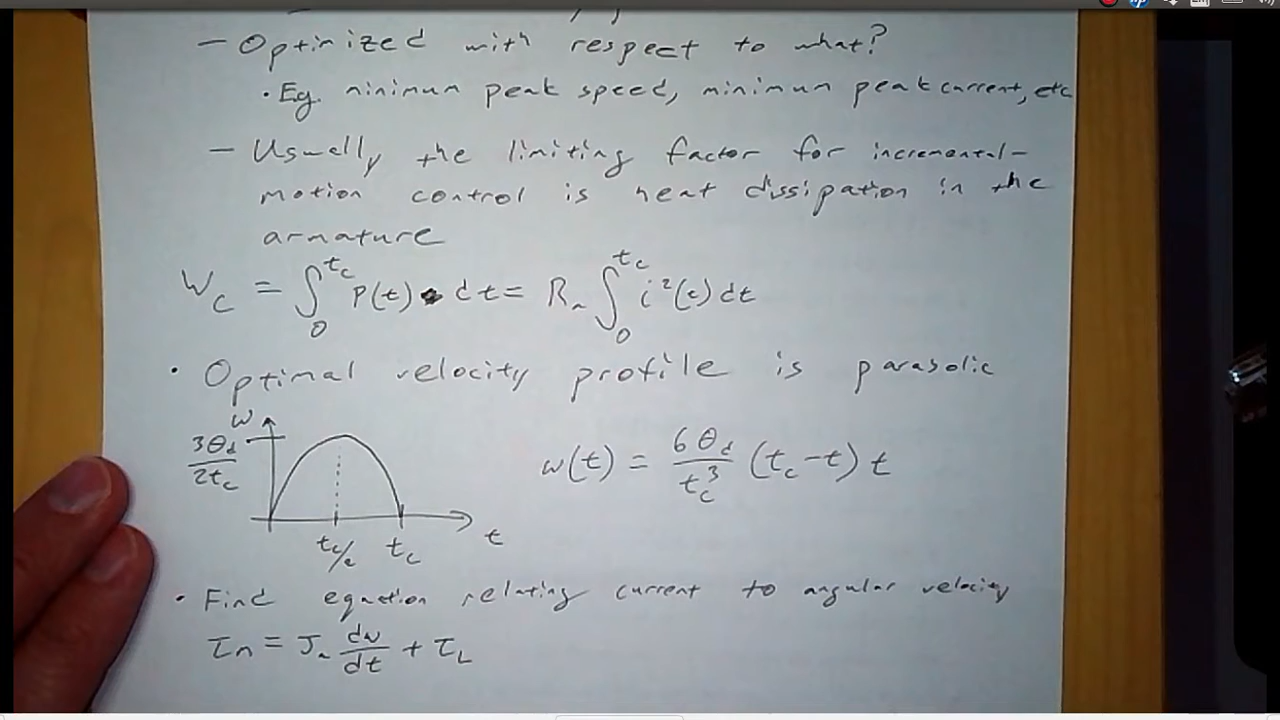 – Optimized with respect to what?
· Eg. minimum peak speed, minimum peak current, etc
– Usually the limiting factor for incremental-
motion control is heat dissipation in the
armature
W_C = ∫_0^{t_c} P(t) · dt = R_m ∫_0^{t_c} i²(t) dt
· Optimal velocity profile is parabolic
ω
3θ_d / 2t_c
ω(t) = 6θ_d / t_c³ (t_c – t) t
t_c/2 t_c t
· Find equation relating current to angular velocity
τ_m = J_m dω/dt + τ_L